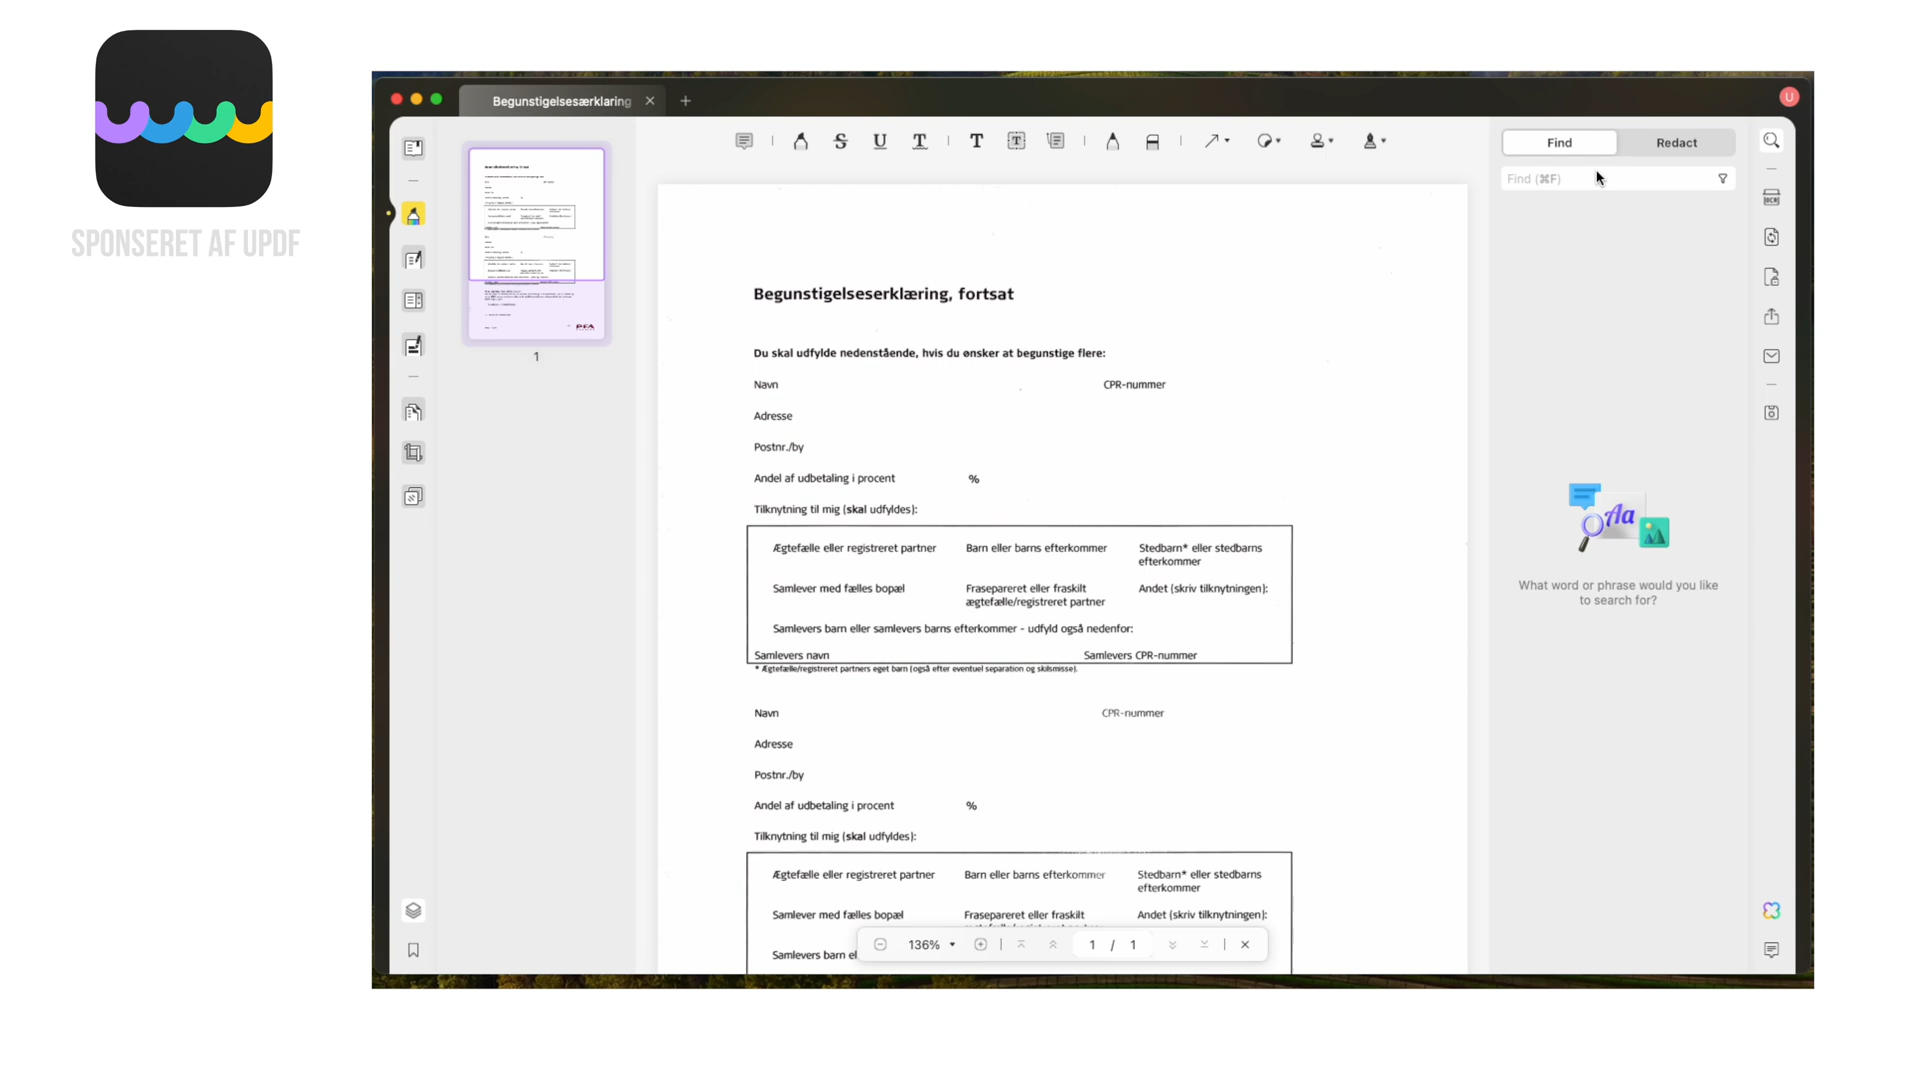 SPONSERET AF UPDF
Begunstigelsesærklaring
U
Find
Redact
Find (⌘F)
OCR
T
1
PFA
Begunstigelseserklæring, fortsat
Du skal udfylde nedenstående, hvis du ønsker at begunstige flere:
Navn CPR-nummer
Adresse
Postnr./by
Andel af udbetaling i procent %
Tilknytning til mig (skal udfyldes):
Ægtefælle eller registreret partner Barn eller barns efterkommer Stedbarn* eller stedbarns
efterkommer
Samlever med fælles bopæl Frasepareret eller fraskilt Andet (skriv tilknytningen):
ægtefælle/registreret partner
Samlevers barn eller samlevers barns efterkommer - udfyld også nedenfor:
Samlevers navn Samlevers CPR-nummer
* Ægtefælle/registreret partners eget barn (også efter eventuel separation og skilsmisse).
Navn CPR-nummer
Adresse
Postnr./by
Andel af udbetaling i procent %
Tilknytning til mig (skal udfyldes):
Ægtefælle eller registreret partner Barn eller barns efterkommer Stedbarn* eller stedbarns
efterkommer
Samlever med fælles bopæl Frasepareret eller fraskilt Andet (skriv tilknytningen):
Samlevers barn el
136% 1 / 1
Aa
What word or phrase would you like
to search for?